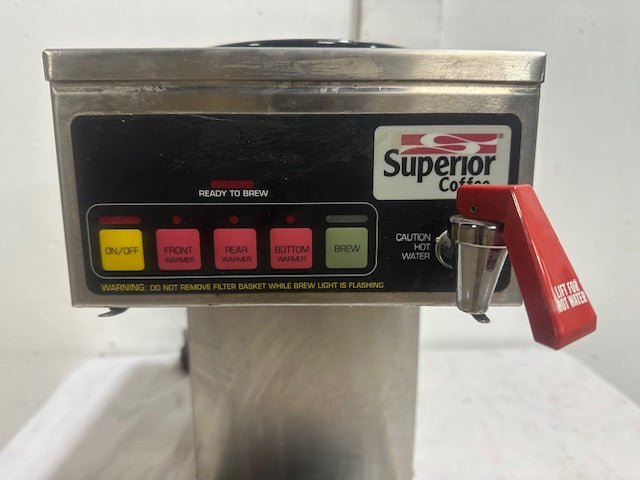 Superior
Coffee
READY TO BREW
ON/OFF
FRONT
WARMER
REAR
WARMER
BOTTOM
WARMER
BREW
CAUTION
HOT
WATER
LIFT FOR
HOT WATER
WARNING: DO NOT REMOVE FILTER BASKET WHILE BREW LIGHT IS FLASHING